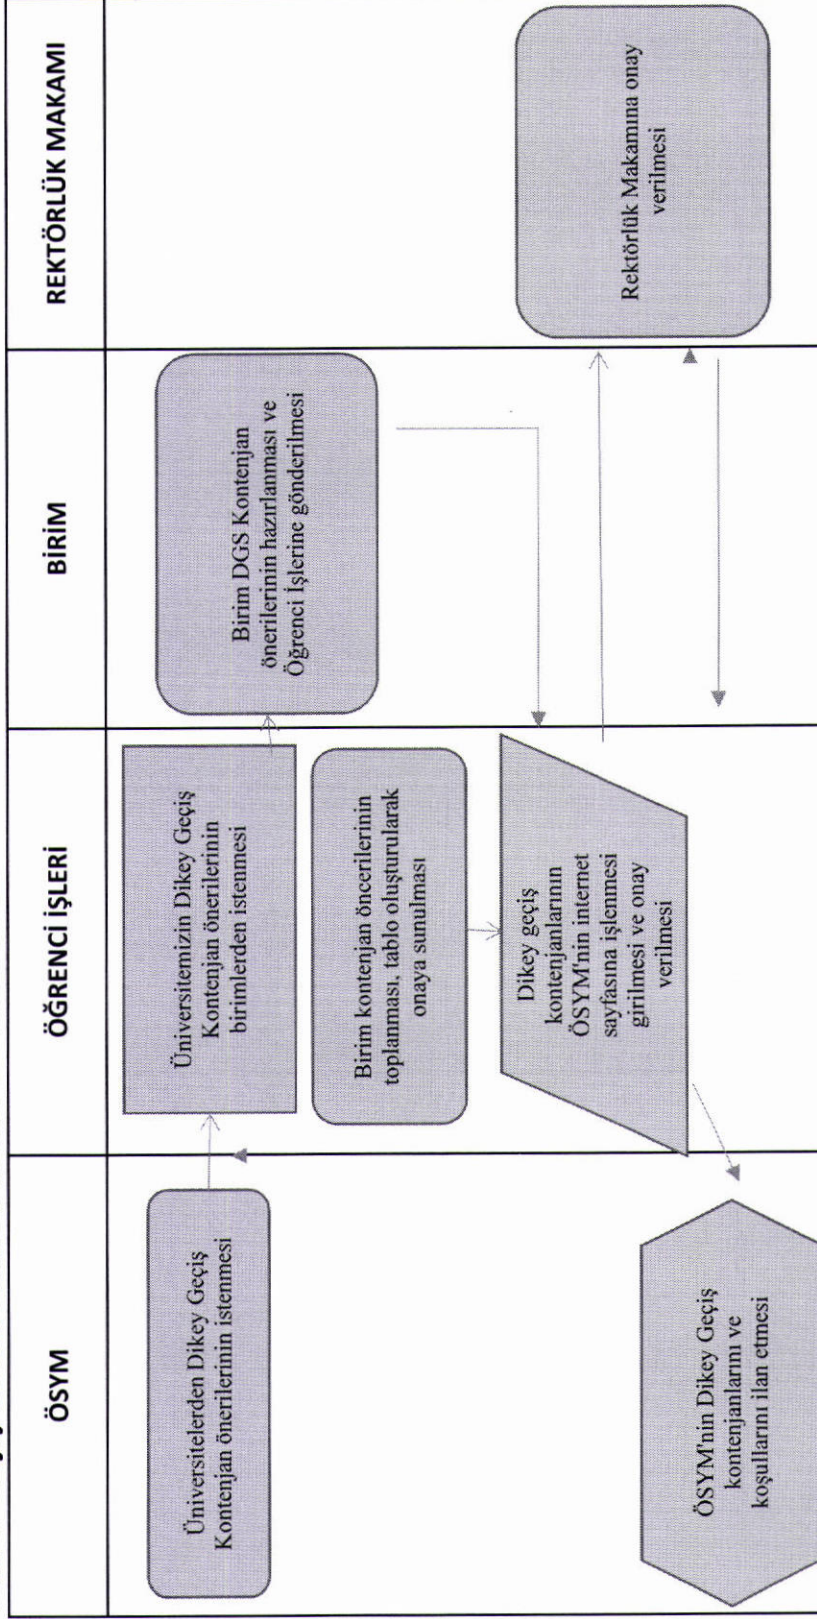 ÖSYM
ÖĞRENCİ İŞLERİ
BİRİM
REKTÖRLÜK MAKAMI
Üniversitelerden Dikey Geçiş
Kontenjan önerilerinin istenmesi
Üniversitemizin Dikey Geçiş
Kontenjan önerilerinin
birimlerden istenmesi
Birim DGS Kontenjan
önerilerinin hazırlanması ve
Öğrenci İşlerine gönderilmesi
Birim kontenjan öncerilerinin
toplanması, tablo oluşturularak
onaya sunulması
Dikey geçiş
kontenjanlarının
ÖSYM'nin internet
sayfasına işlenmesi
girilmesi ve onay
verilmesi
Rektörlük Makamına onay
verilmesi
ÖSYM'nin Dikey Geçiş
kontenjanlarını ve
koşullarını ilan etmesi